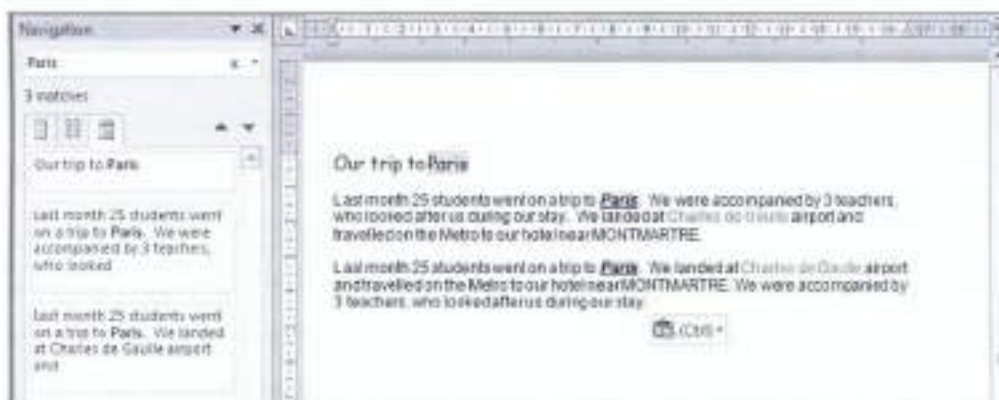 Navigation
Paris
3 matches
Our trip to Paris
Last month 25 students went
on a trip to Paris. We were
accompanied by 3 teachers,
who looked
Last month 25 students went
on a trip to Paris. We landed
at Charles de Gaulle airport
and
Our trip to Paris
Last month 25 students went on a trip to Paris. We were accompanied by 3 teachers,
who looked after us during our stay. We landed at Charles de Gaulle airport and
travelled on the Metro to our hotel near MONTMARTRE.
Last month 25 students went on a trip to Paris. We landed at Charles de Gaulle airport
and travelled on the Metro to our hotel near MONTMARTRE. We were accompanied by
3 teachers, who looked after us during our stay.
(Ctrl)